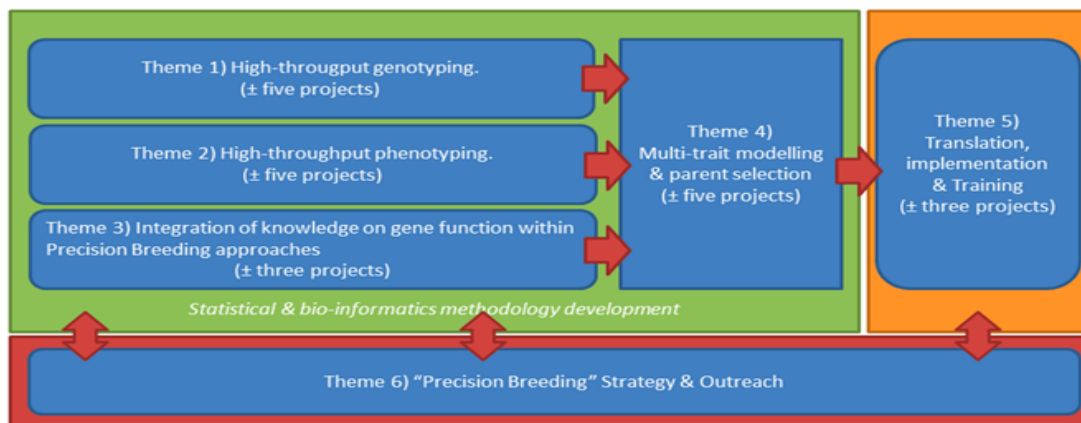 Theme 1) High-througput genotyping.
(± five projects)
Theme 2) High-throughput phenotyping.
(± five projects)
Theme 3) Integration of knowledge on gene function within
Precision Breeding approaches
(± three projects)
Statistical & bio-informatics methodology development
Theme 4)
Multi-trait modelling
& parent selection
(± five projects)
Theme 5)
Translation,
implementation
& Training
(± three projects)
Theme 6) “Precision Breeding” Strategy & Outreach